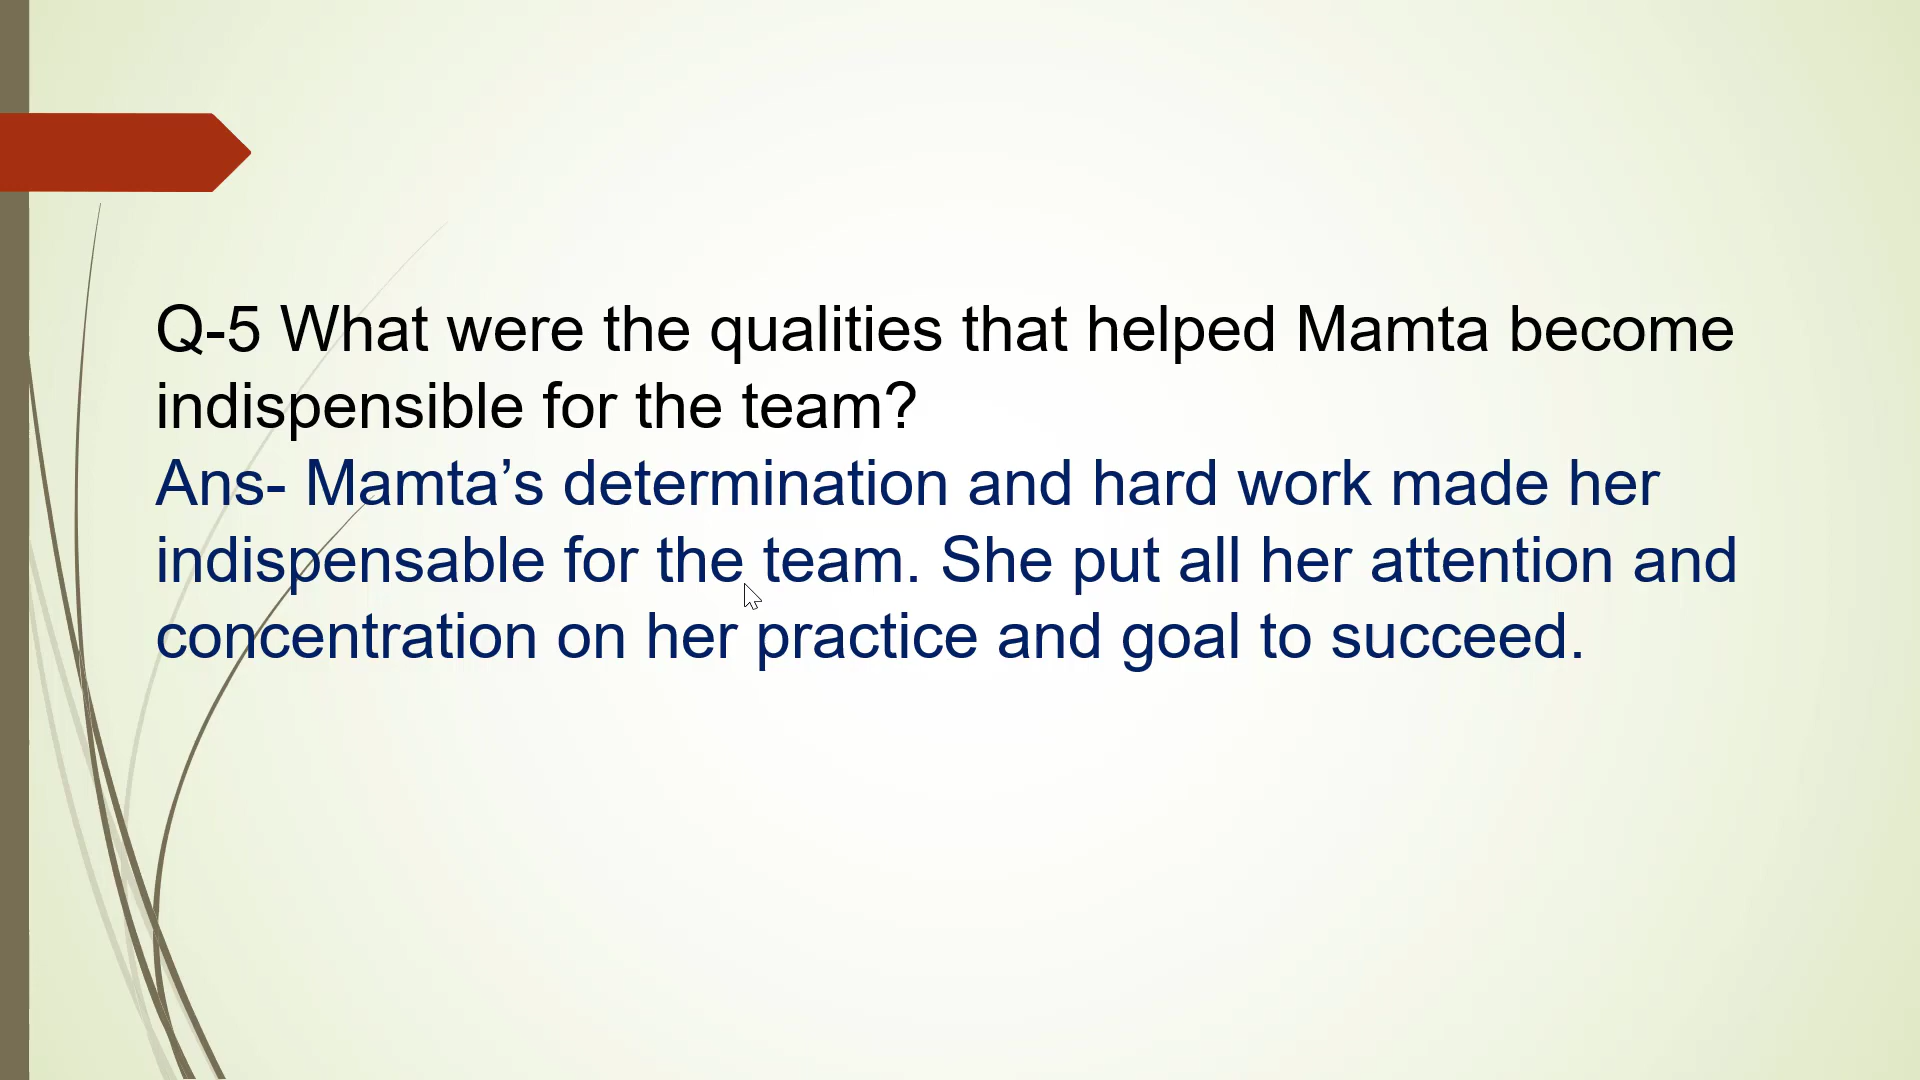 Q-5 What were the qualities that helped Mamta become
indispensible for the team?
Ans- Mamta’s determination and hard work made her
indispensable for the team. She put all her attention and
concentration on her practice and goal to succeed.